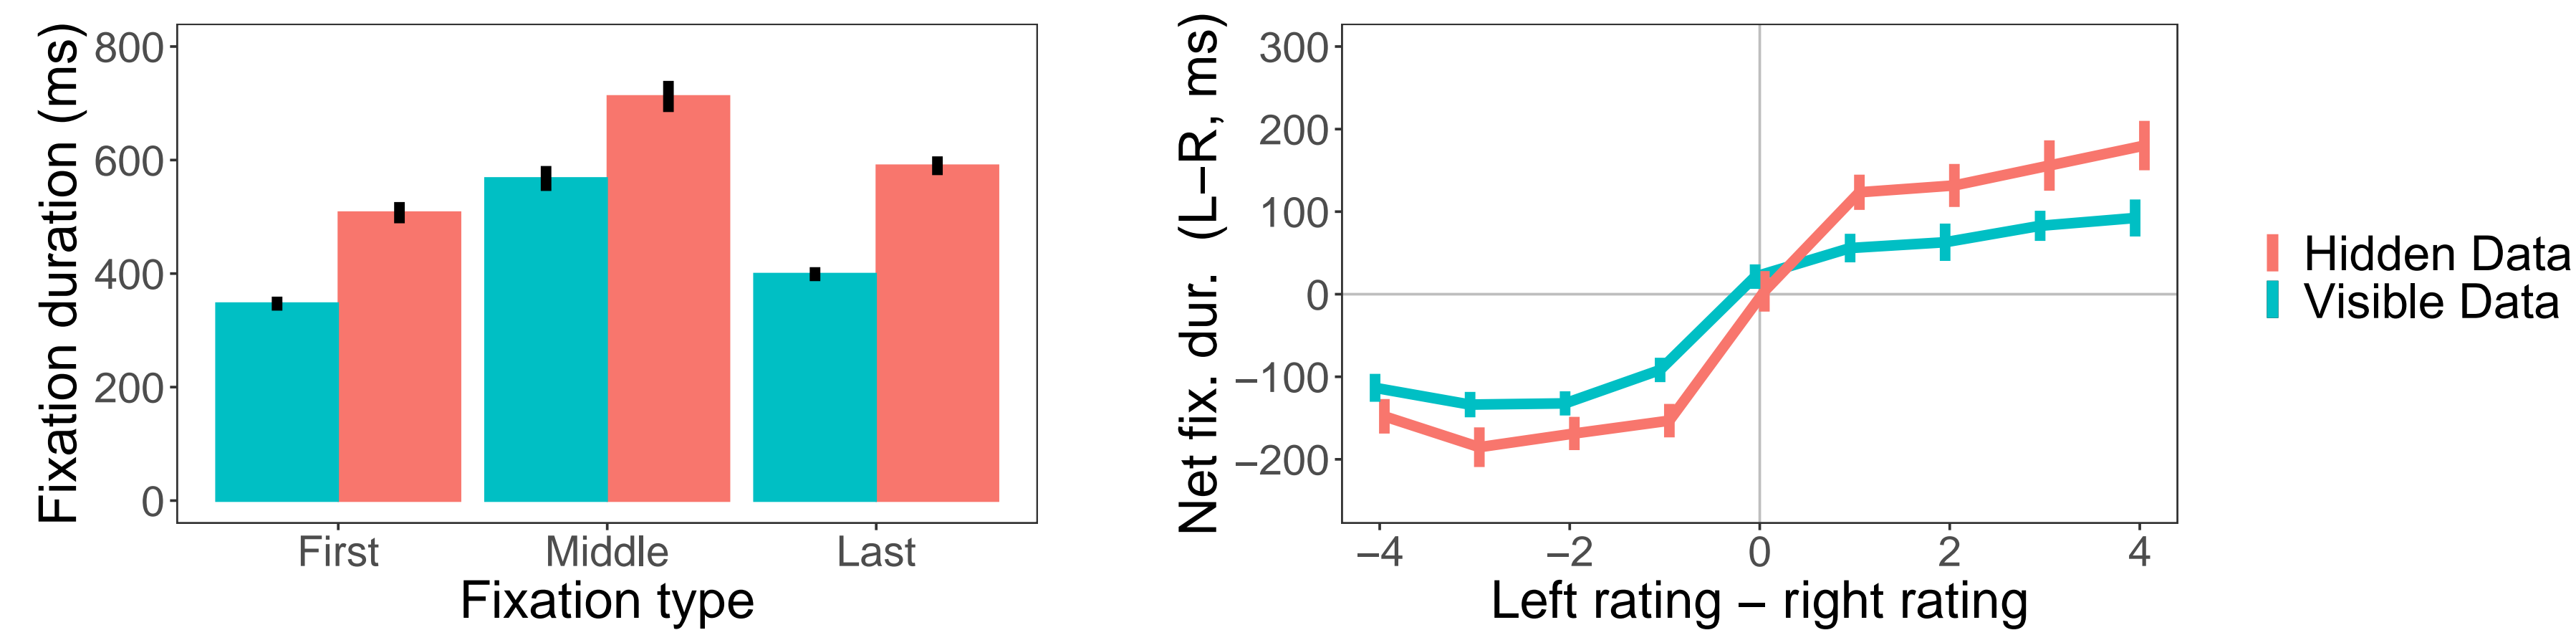 Fixation duration (ms)
800
600
400
200
0
First Middle Last
Fixation type
Net fix. dur. (L−R, ms)
300
200
100
0
−100
−200
−4 −2 0 2 4
Left rating − right rating
Hidden Data
Visible Data